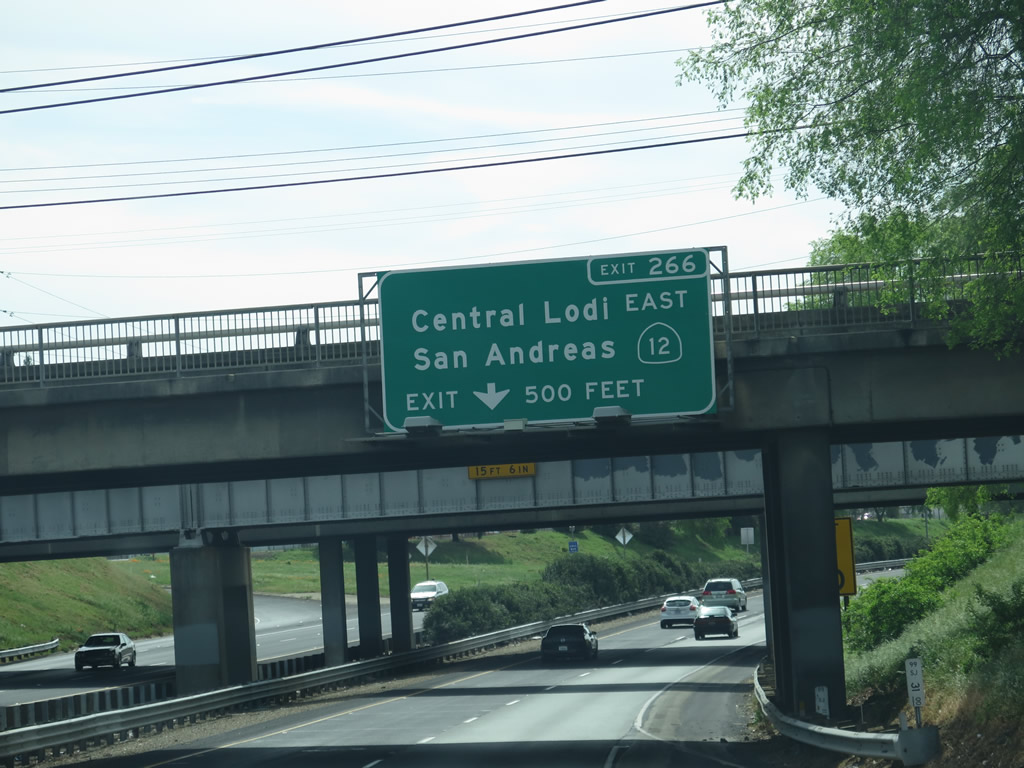 EXIT 266
Central Lodi EAST
San Andreas 12
EXIT 500 FEET
15 FT 6 IN